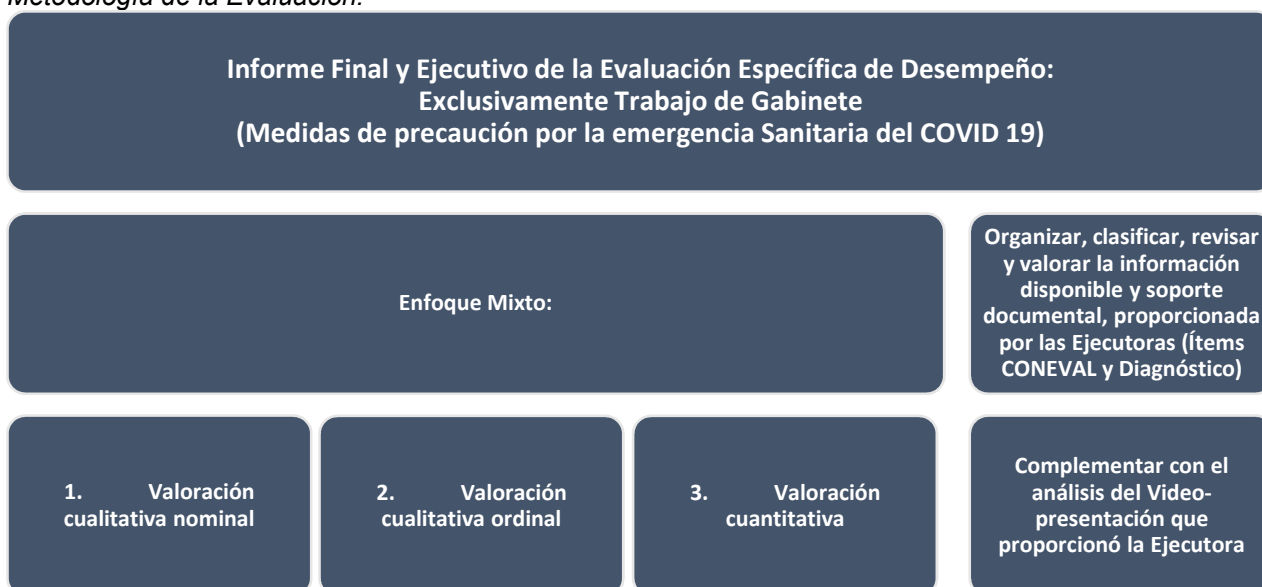 Metodología de la Evaluación:
Informe Final y Ejecutivo de la Evaluación Específica de Desempeño:
Exclusivamente Trabajo de Gabinete
(Medidas de precaución por la emergencia Sanitaria del COVID 19)
Enfoque Mixto:
Organizar, clasificar, revisar
y valorar la información
disponible y soporte
documental, proporcionada
por las Ejecutoras (Ítems
CONEVAL y Diagnóstico)
1. Valoración
cualitativa nominal
2. Valoración
cualitativa ordinal
3. Valoración
cuantitativa
Complementar con el
análisis del Video-
presentación que
proporcionó la Ejecutora